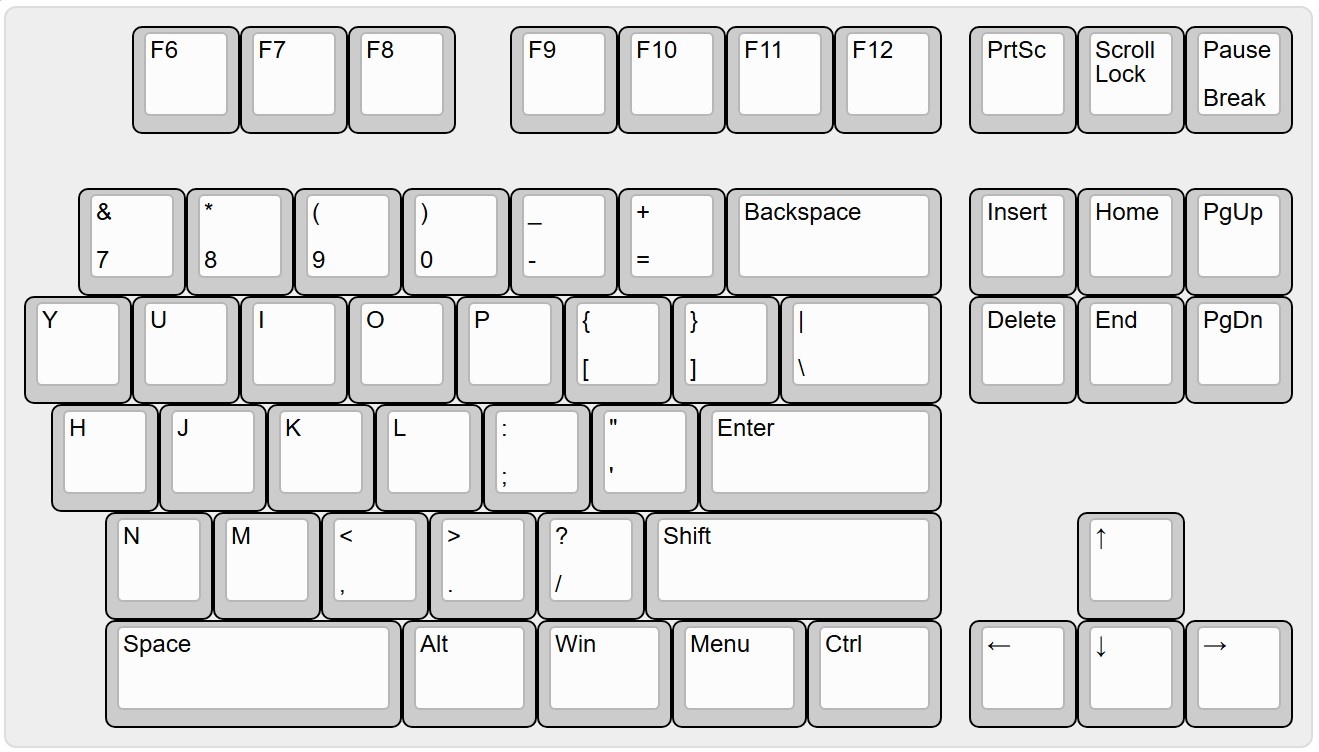 F6 F7 F8 F9 F10 F11 F12 PrtSc Scroll Pause
Lock
Break
& * ( ) _ + Backspace Insert Home PgUp
7 8 9 0 - =
Y U I O P { } | Delete End PgDn
[ ] \
H J K L : " Enter
; '
N M < > ? Shift ↑
, . /
Space Alt Win Menu Ctrl ← ↓ →